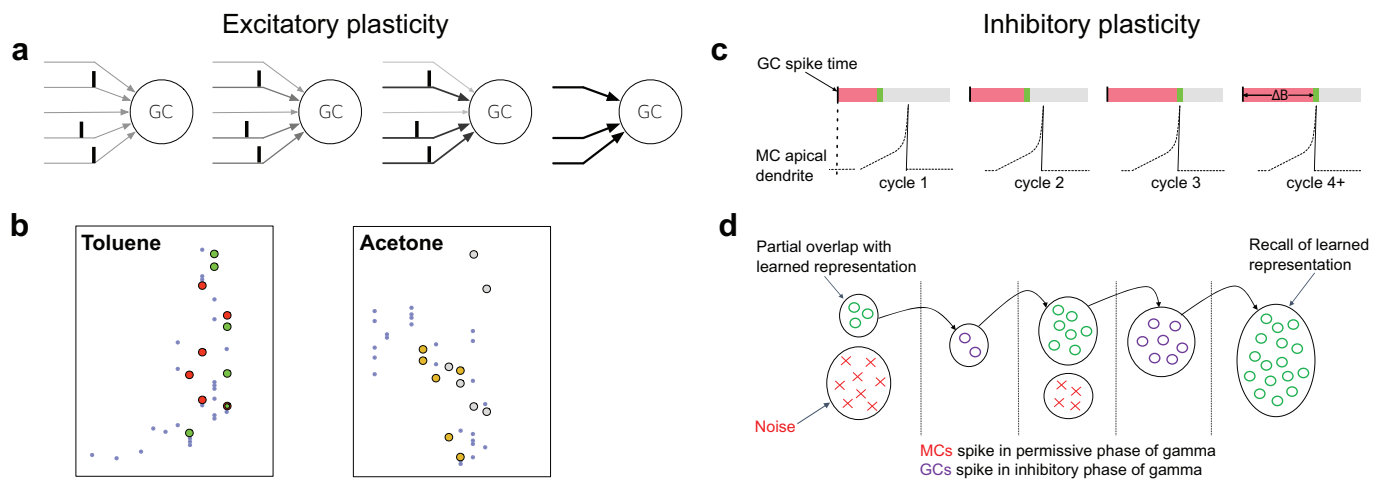 Excitatory plasticity
a
GC
GC
GC
GC
b
Toluene
Acetone
Inhibitory plasticity
c
GC spike time
ΔB
MC apical
dendrite
cycle 1
cycle 2
cycle 3
cycle 4+
d
Partial overlap with
learned representation
Recall of learned
representation
Noise
MCs spike in permissive phase of gamma
GCs spike in inhibitory phase of gamma